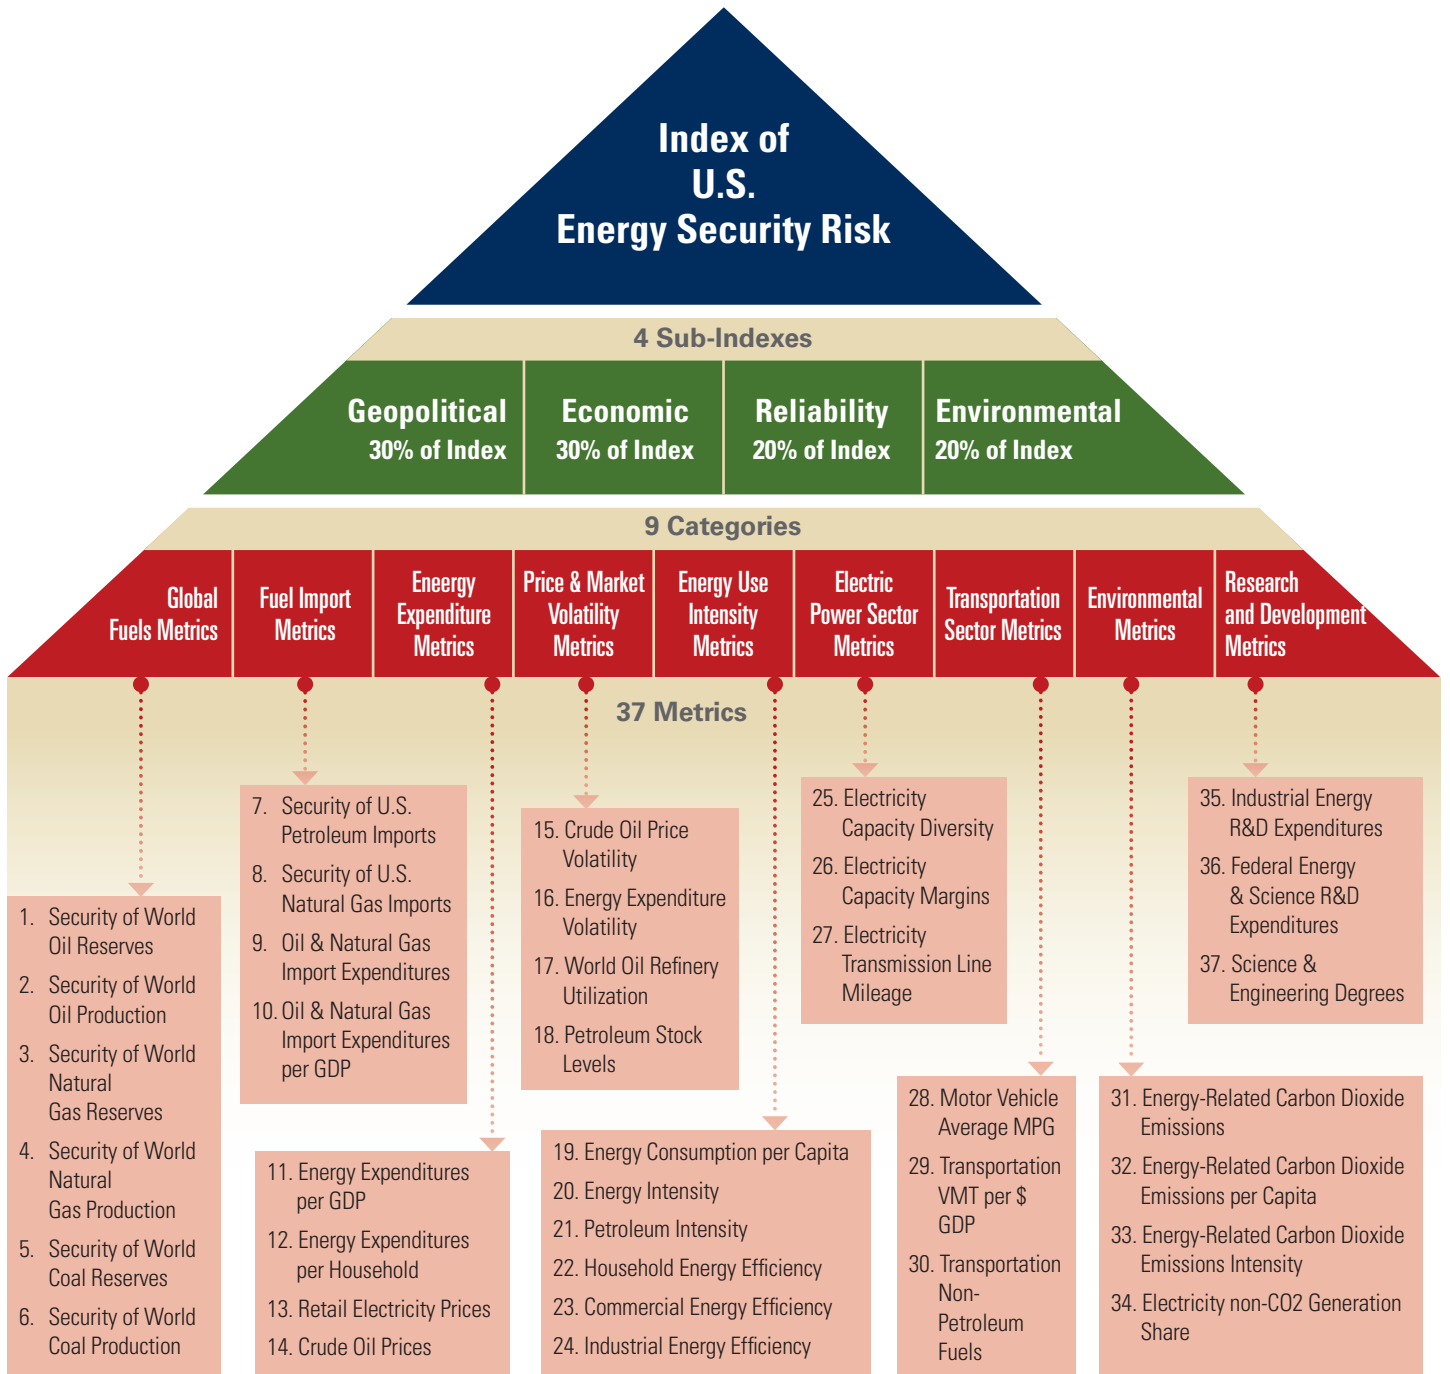 Index of
U.S.
Energy Security Risk
4 Sub-Indexes
Geopolitical
30% of Index
Economic
30% of Index
Reliability
20% of Index
Environmental
20% of Index
9 Categories
Global
Fuels Metrics
Fuel Import
Metrics
Eneergy
Expenditure
Metrics
Price & Market
Volatility
Metrics
Energy Use
Intensity
Metrics
Electric
Power Sector
Metrics
Transportation
Sector Metrics
Environmental
Metrics
Research
and Development
Metrics
37 Metrics
1. Security of World
Oil Reserves
2. Security of World
Oil Production
3. Security of World
Natural
Gas Reserves
4. Security of World
Natural
Gas Production
5. Security of World
Coal Reserves
6. Security of World
Coal Production
7. Security of U.S.
Petroleum Imports
8. Security of U.S.
Natural Gas Imports
9. Oil & Natural Gas
Import Expenditures
10. Oil & Natural Gas
Import Expenditures
per GDP
11. Energy Expenditures
per GDP
12. Energy Expenditures
per Household
13. Retail Electricity Prices
14. Crude Oil Prices
15. Crude Oil Price
Volatility
16. Energy Expenditure
Volatility
17. World Oil Refinery
Utilization
18. Petroleum Stock
Levels
19. Energy Consumption per Capita
20. Energy Intensity
21. Petroleum Intensity
22. Household Energy Efficiency
23. Commercial Energy Efficiency
24. Industrial Energy Efficiency
25. Electricity
Capacity Diversity
26. Electricity
Capacity Margins
27. Electricity
Transmission Line
Mileage
28. Motor Vehicle
Average MPG
29. Transportation
VMT per $
GDP
30. Transportation
Non-
Petroleum
Fuels
31. Energy-Related Carbon Dioxide
Emissions
32. Energy-Related Carbon Dioxide
Emissions per Capita
33. Energy-Related Carbon Dioxide
Emissions Intensity
34. Electricity non-CO2 Generation
Share
35. Industrial Energy
R&D Expenditures
36. Federal Energy
& Science R&D
Expenditures
37. Science &
Engineering Degrees